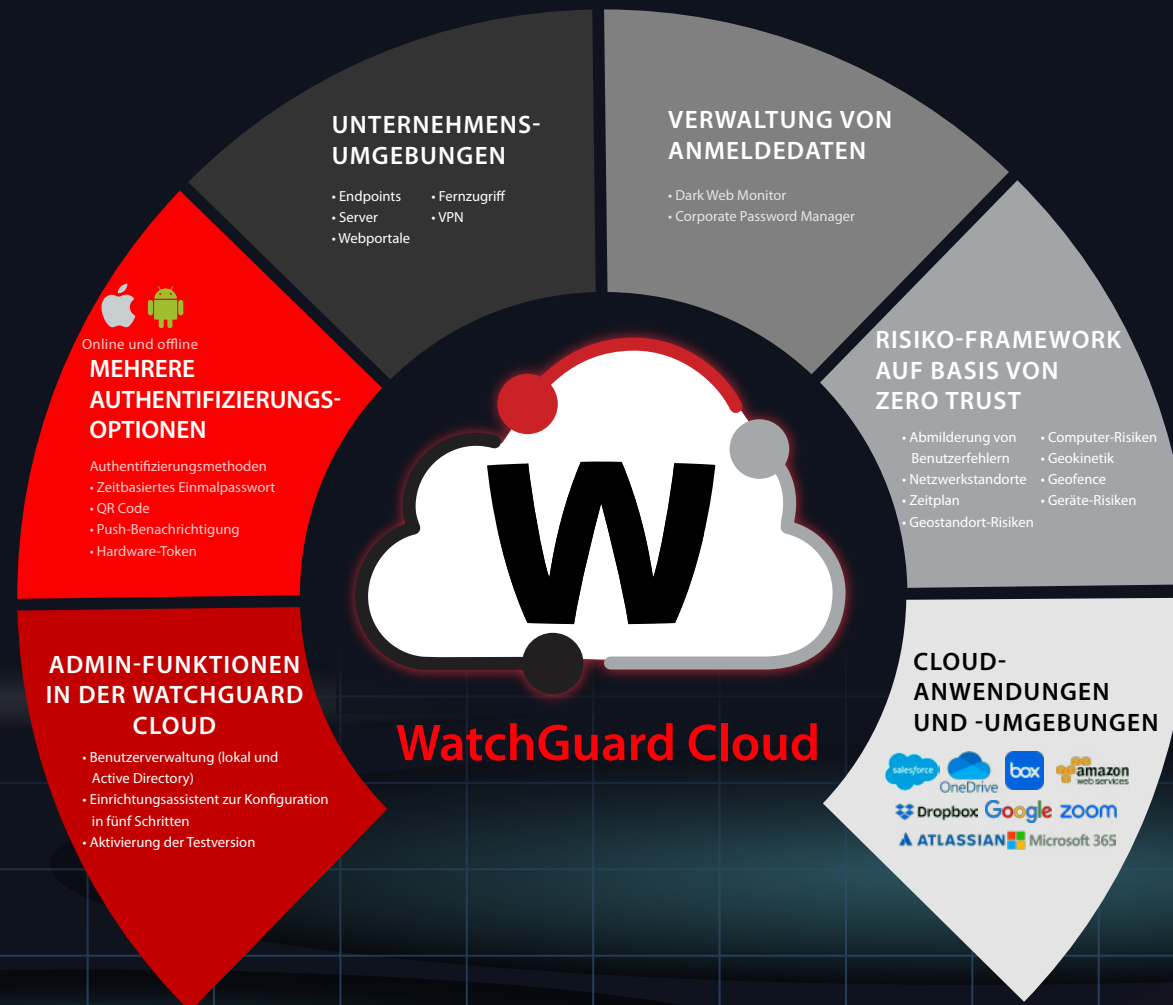 UNTERNEHMENS-
UMGEBUNGEN
• Endpoints
• Server
• Webportale
• Fernzugriff
• VPN
VERWALTUNG VON
ANMELDEDATEN
• Dark Web Monitor
• Corporate Password Manager
Online und offline
MEHRERE
AUTHENTIFIZIERUNGS-
OPTIONEN
Authentifizierungsmethoden
• Zeitbasiertes Einmalpasswort
• QR Code
• Push-Benachrichtigung
• Hardware-Token
RISIKO-FRAMEWORK
AUF BASIS VON
ZERO TRUST
• Abmilderung von
Benutzerfehlern
• Netzwerkstandorte
• Zeitplan
• Geostandort-Risiken
• Computer-Risiken
• Geokinetik
• Geofence
• Geräte-Risiken
W
WatchGuard Cloud
ADMIN-FUNKTIONEN
IN DER WATCHGUARD
CLOUD
• Benutzerverwaltung (lokal und
Active Directory)
• Einrichtungsassistent zur Konfiguration
in fünf Schritten
• Aktivierung der Testversion
CLOUD-
ANWENDUNGEN
UND -UMGEBUNGEN
salesforce
OneDrive
box
amazon
web services
Dropbox
Google
zoom
ATLASSIAN
Microsoft 365